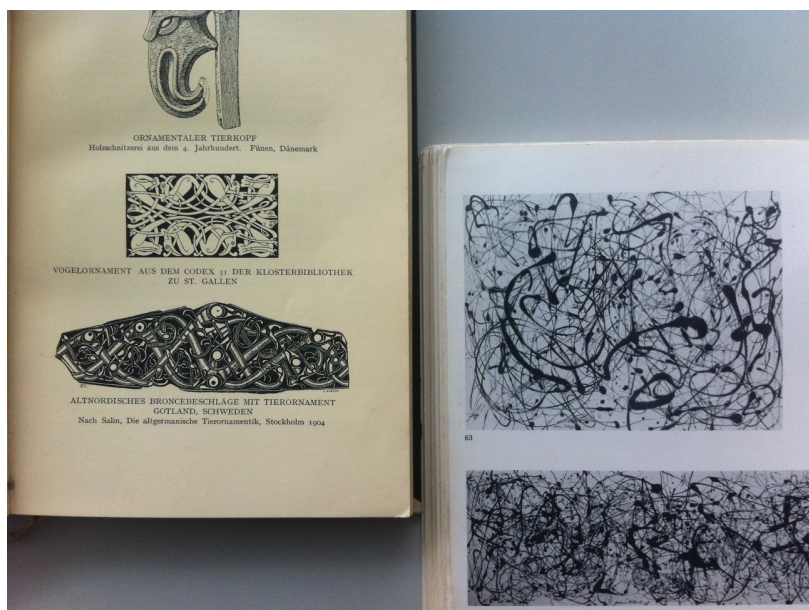 ORNAMENTALER TIERKOPF
Holzschnitzerei aus dem 4. Jahrhundert. Fünen, Dänemark
VOGELORNAMENT AUS DEM CODEX 51 DER KLOSTERBIBLIOTHEK
ZU ST. GALLEN
ALTNORDISCHES BRONCEBESCHLÄGE MIT TIERORNAMENT
GOTLAND, SCHWEDEN
Nach Salin, Die altgermanische Tierornamentik, Stockholm 1904
63